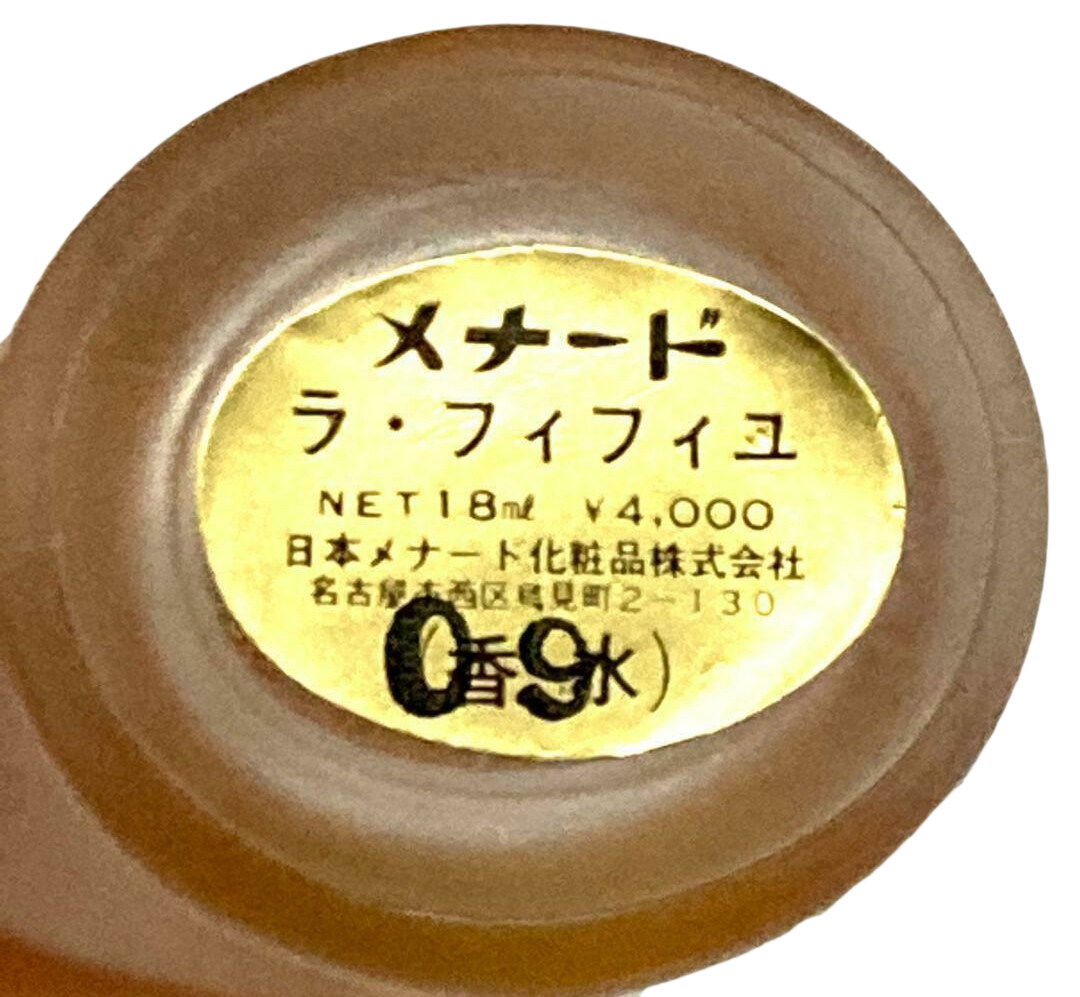 メナード
ラ・フィフィユ
NET18㎖ ¥4,000
日本メナード化粧品株式会社
名古屋市西区鳥見町2-130
(香水)
09